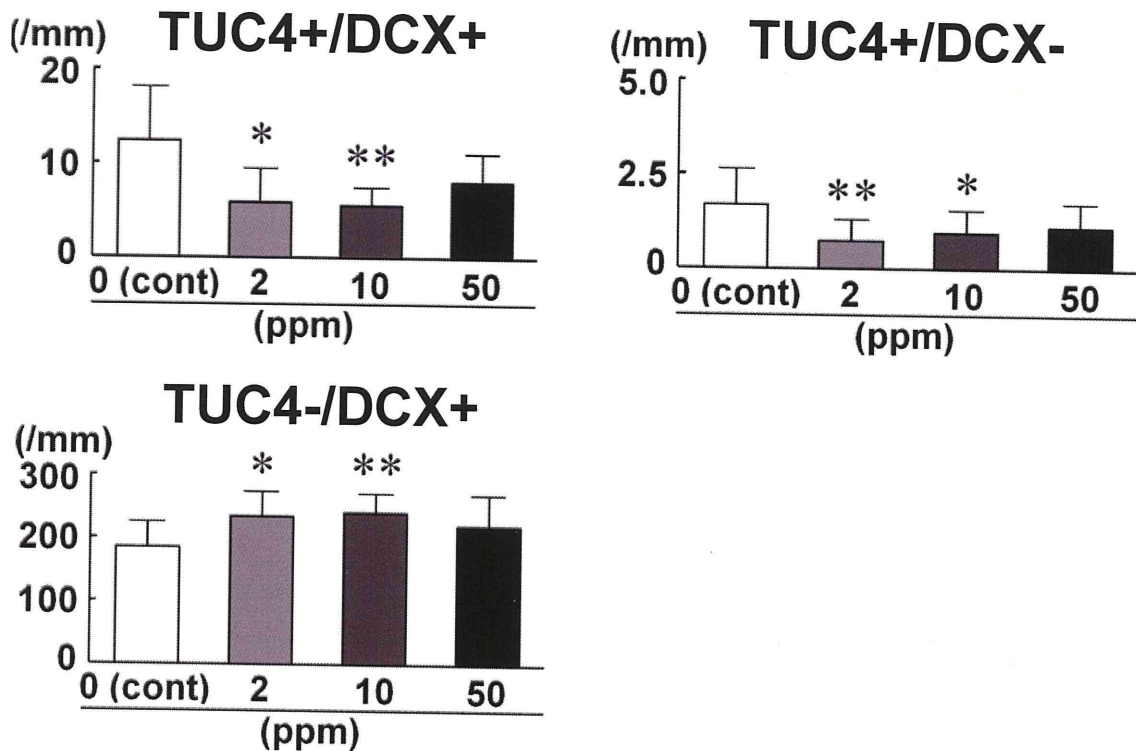 TUC4+/DCX+
(/mm)
20
10
0
* **
0 (cont) 2 10 50
(ppm)
TUC4+/DCX-
(/mm)
5.0
2.5
0
** *
0 (cont) 2 10 50
(ppm)
TUC4-/DCX+
(/mm)
300
200
100
0
* **
0 (cont) 2 10 50
(ppm)